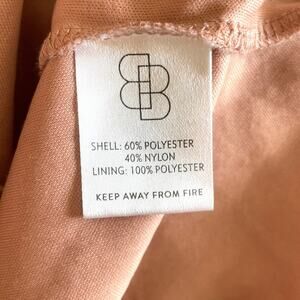 SHELL: 60% POLYESTER
40% NYLON
LINING: 100% POLYESTER
KEEP AWAY FROM FIRE